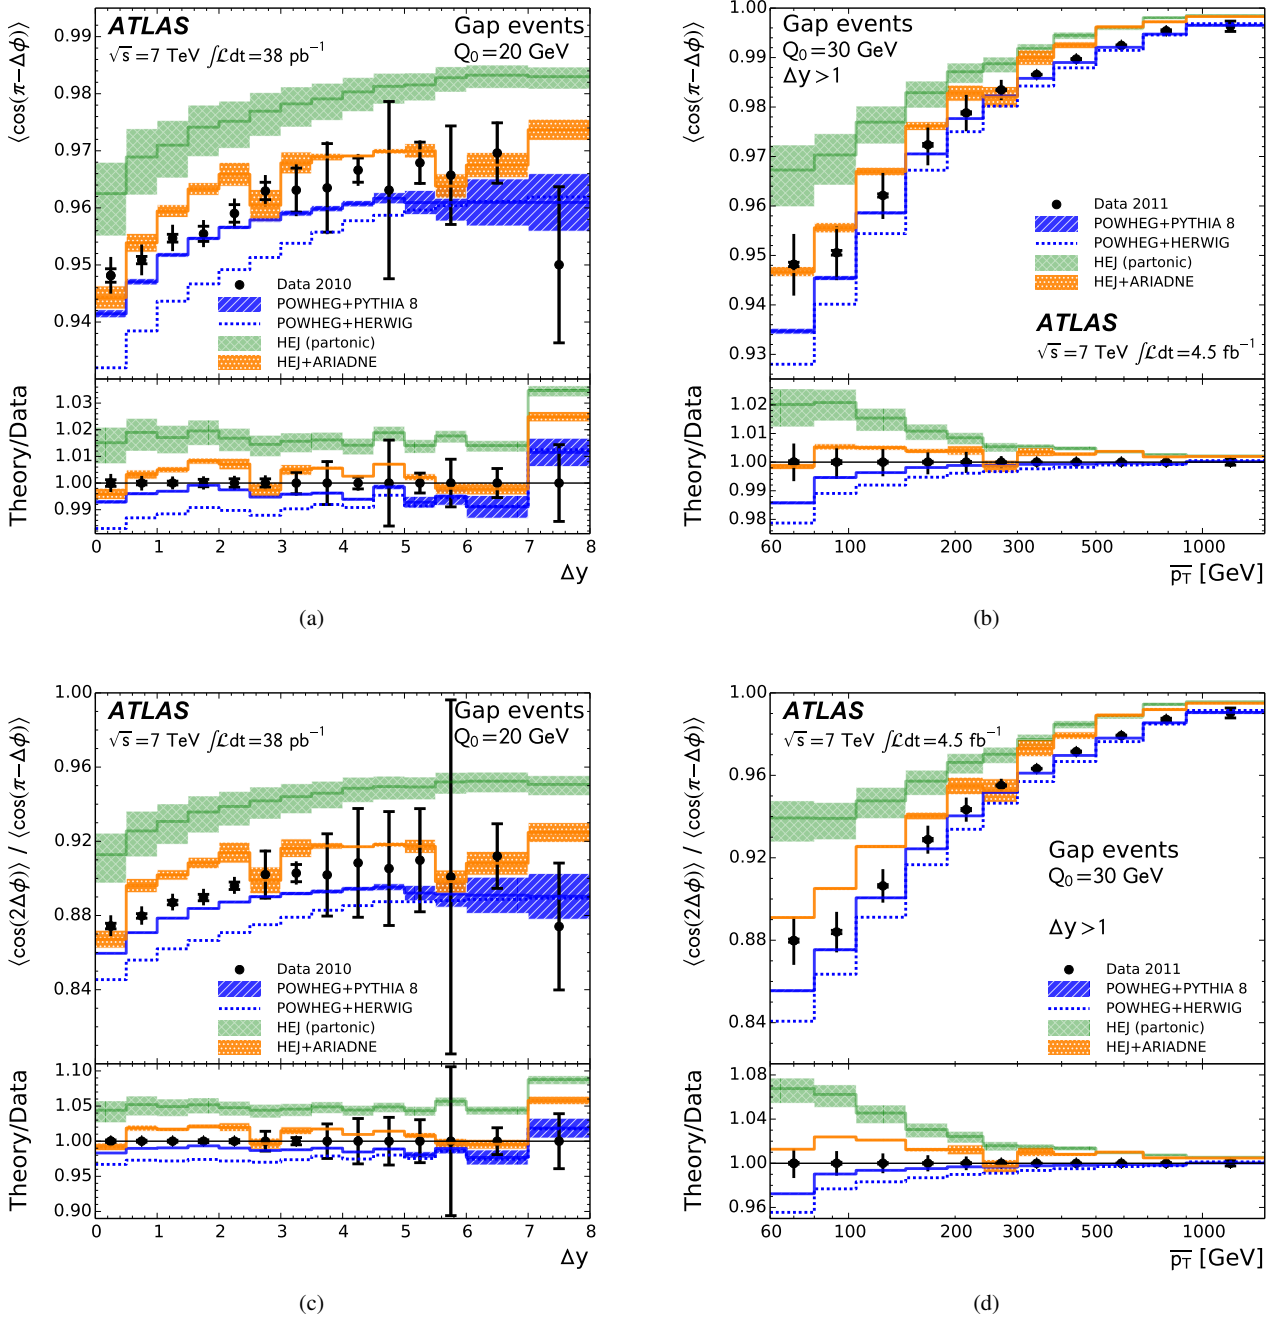 ATLAS
√s = 7 TeV ∫Ldt = 38 pb⁻¹
Gap events
Q₀ = 20 GeV
⟨cos(π−Δϕ)⟩
0.99
0.98
0.97
0.96
0.95
0.94
Data 2010
POWHEG+PYTHIA 8
POWHEG+HERWIG
HEJ (partonic)
HEJ+ARIADNE
Theory/Data
1.03
1.02
1.01
1.00
0.99
0 1 2 3 4 5 6 7 8
Δy
(a)
Gap events
Q₀ = 30 GeV
Δy > 1
⟨cos(π−Δϕ)⟩
1.00
0.99
0.98
0.97
0.96
0.95
0.94
0.93
Data 2011
POWHEG+PYTHIA 8
POWHEG+HERWIG
HEJ (partonic)
HEJ+ARIADNE
ATLAS
√s = 7 TeV ∫Ldt = 4.5 fb⁻¹
Theory/Data
1.02
1.01
1.00
0.99
0.98
60 100 200 300 500 1000
p̅T̅ [GeV]
(b)
ATLAS
√s = 7 TeV ∫Ldt = 38 pb⁻¹
Gap events
Q₀ = 20 GeV
⟨cos(2Δϕ)⟩ / ⟨cos(π−Δϕ)⟩
1.00
0.96
0.92
0.88
0.84
Data 2010
POWHEG+PYTHIA 8
POWHEG+HERWIG
HEJ (partonic)
HEJ+ARIADNE
Theory/Data
1.10
1.05
1.00
0.95
0.90
0 1 2 3 4 5 6 7 8
Δy
(c)
ATLAS
√s = 7 TeV ∫Ldt = 4.5 fb⁻¹
⟨cos(2Δϕ)⟩ / ⟨cos(π−Δϕ)⟩
1.00
0.96
0.92
0.88
0.84
Gap events
Q₀ = 30 GeV
Δy > 1
Data 2011
POWHEG+PYTHIA 8
POWHEG+HERWIG
HEJ (partonic)
HEJ+ARIADNE
Theory/Data
1.08
1.04
1.00
0.96
60 100 200 300 500 1000
p̅T̅ [GeV]
(d)